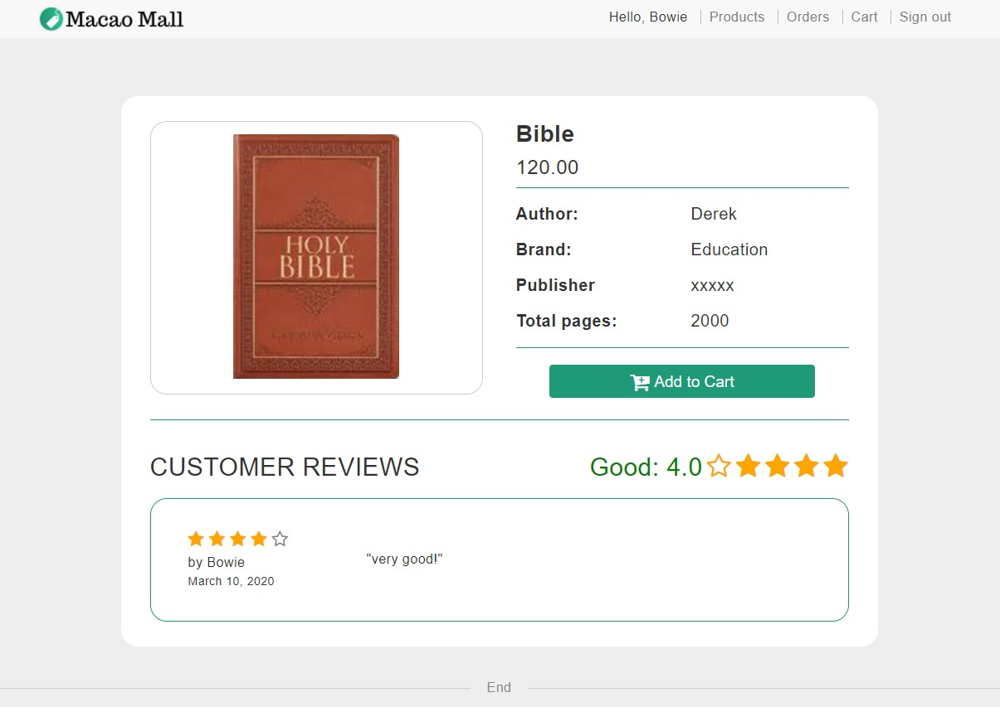 Macao Mall
Hello, Bowie Products Orders Cart Sign out
HOLY
BIBLE
Bible
120.00
Author: Derek
Brand: Education
Publisher xxxxx
Total pages: 2000
Add to Cart
CUSTOMER REVIEWS
Good: 4.0
by Bowie
March 10, 2020
"very good!"
End